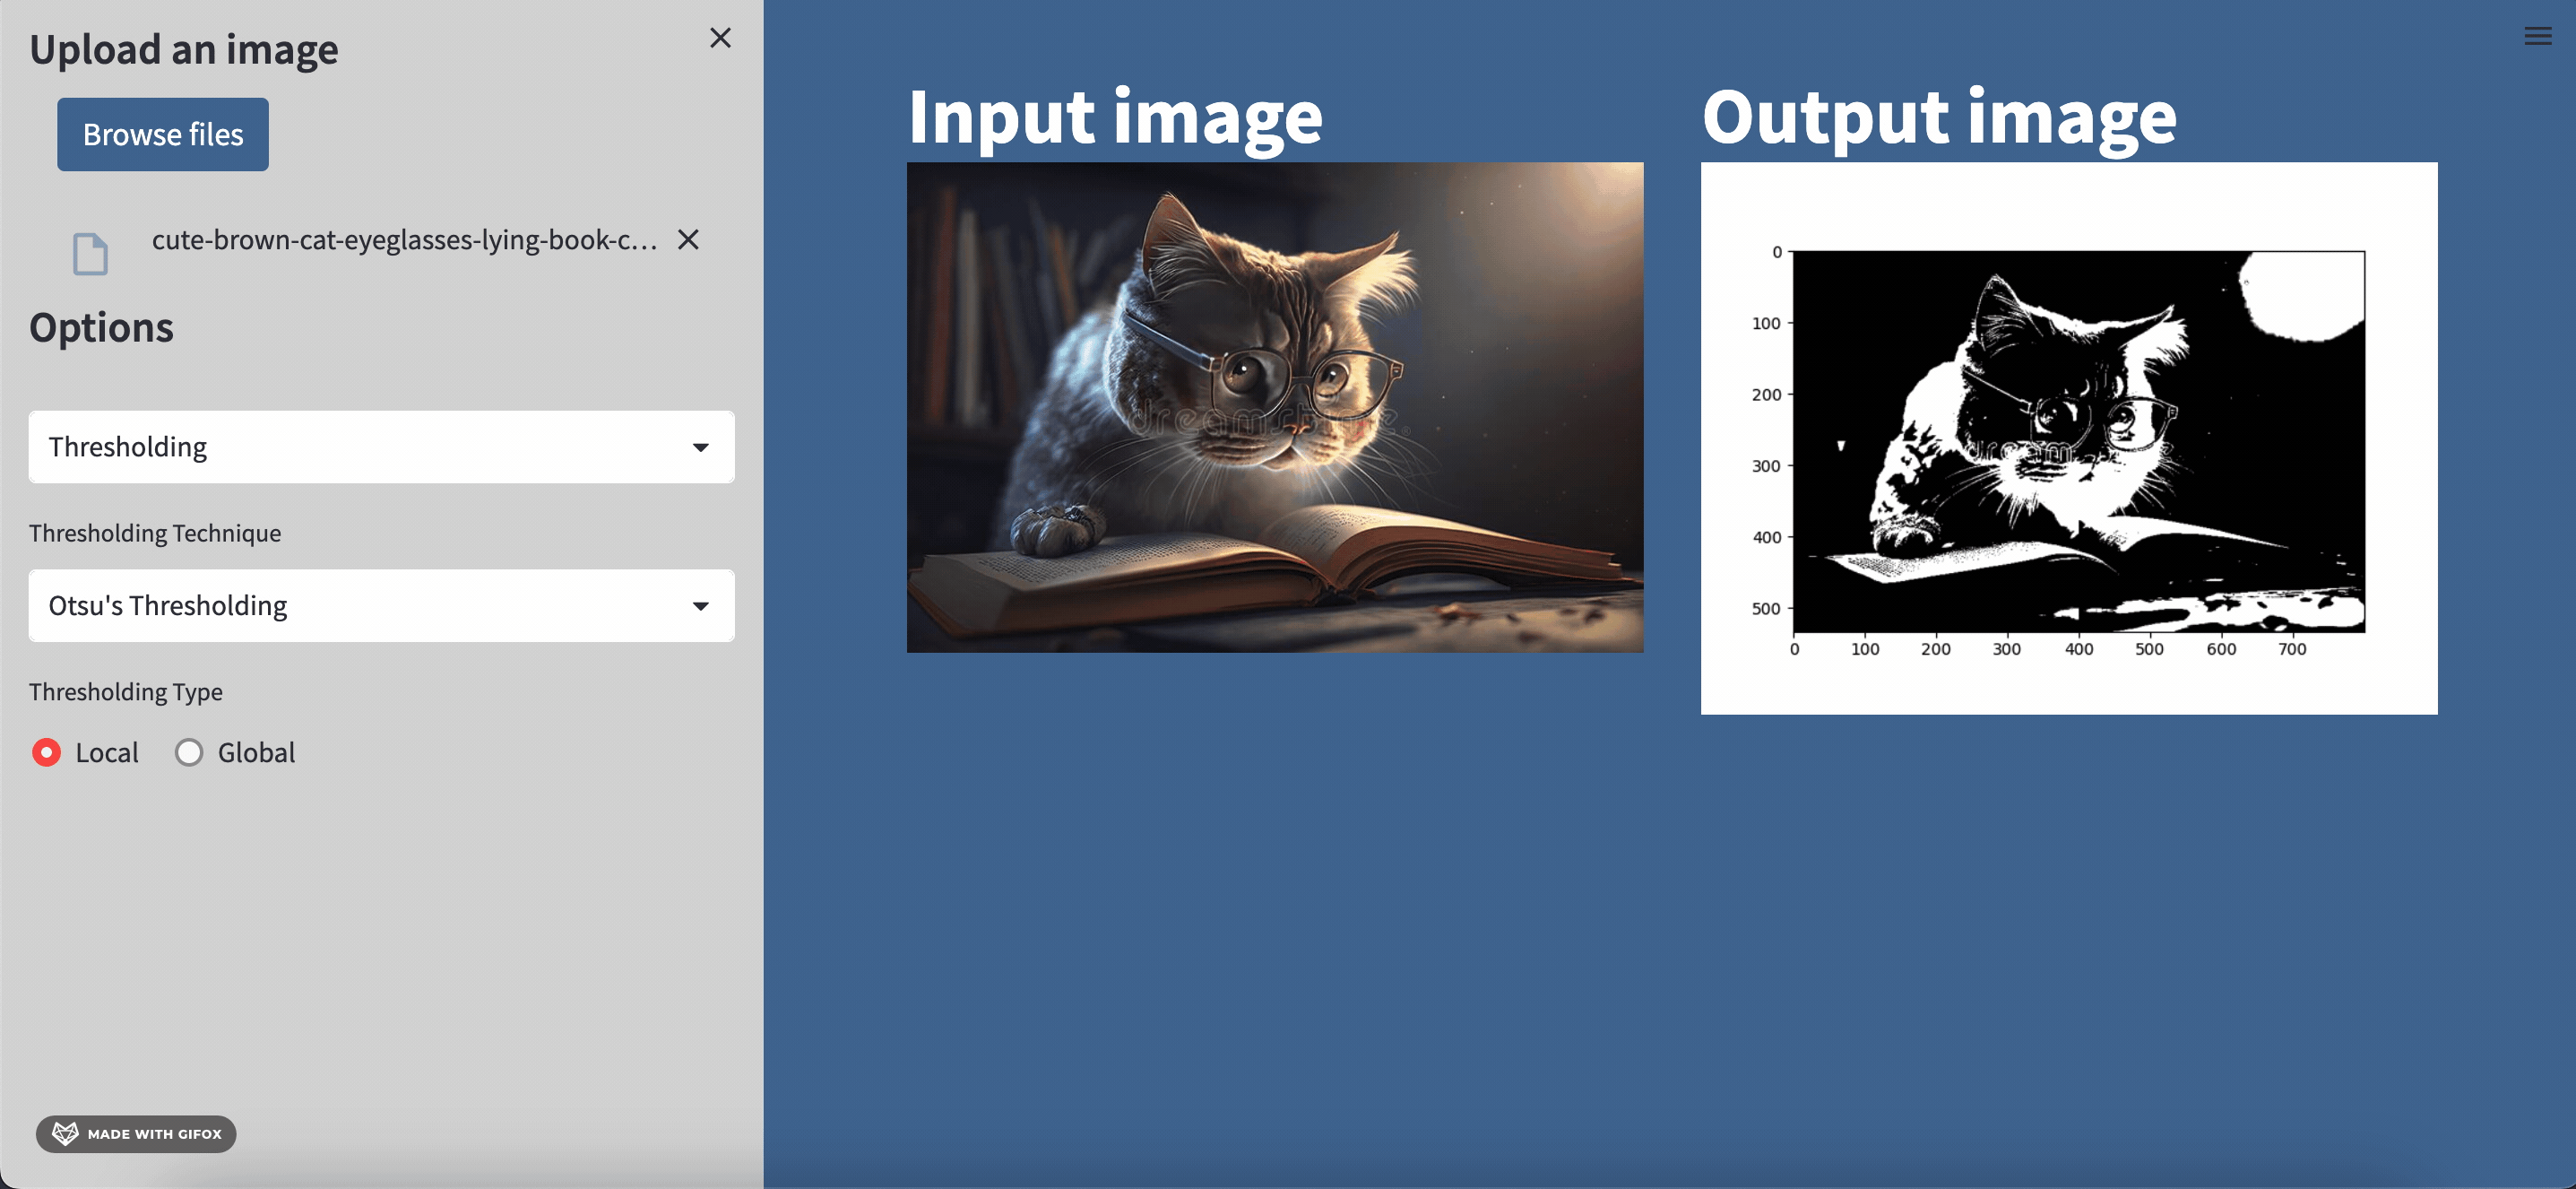 Upload an image
Browse files
cute-brown-cat-eyeglasses-lying-book-c...
Options
Thresholding
Thresholding Technique
Otsu's Thresholding
Thresholding Type
Local
Global
MADE WITH GIFOX
Input image
dreamstime
Output image
0
100
200
300
400
500
0
100
200
300
400
500
600
700
dream